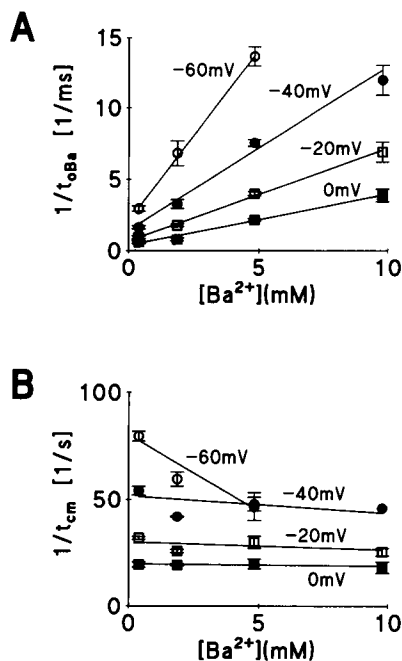 A
1/t_oBa [1/ms]
15
10
5
0
-60mV
-40mV
-20mV
0mV
0
5
10
[Ba²⁺](mM)
B
1/t_cm [1/s]
100
50
0
-60mV
-40mV
-20mV
0mV
0
5
10
[Ba²⁺](mM)